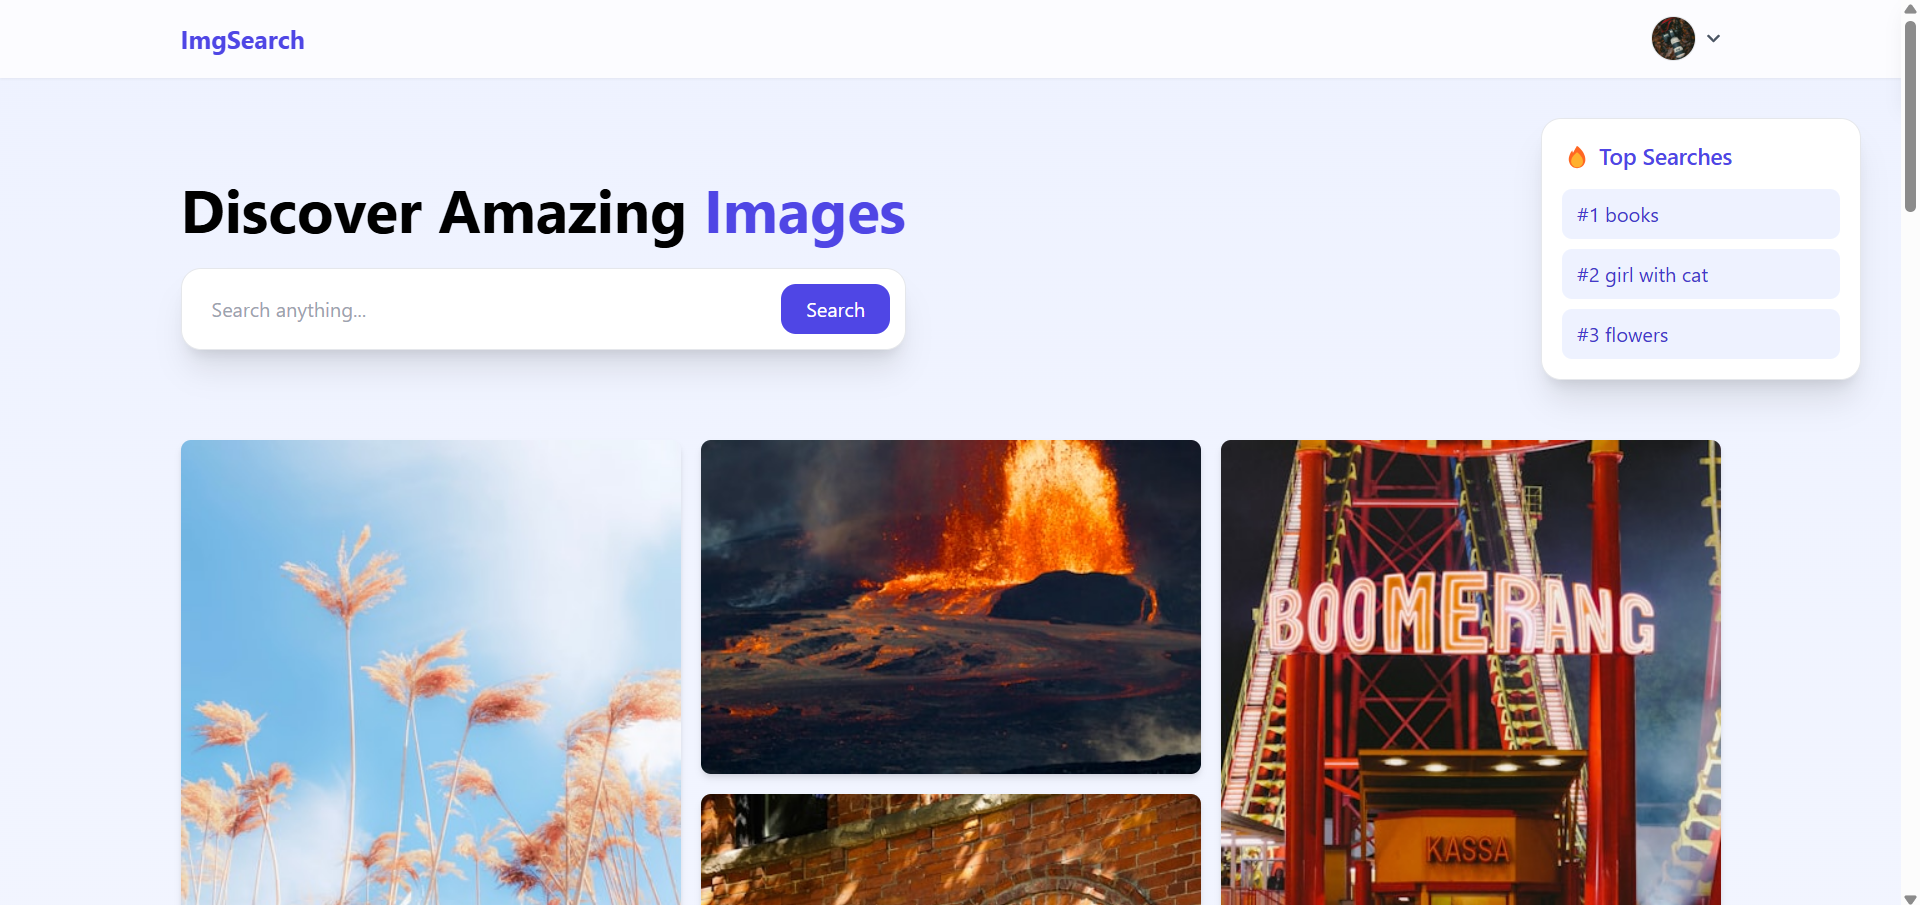 ImgSearch
Discover Amazing Images
Search anything...
Search
🔥 Top Searches
#1 books
#2 girl with cat
#3 flowers
BOOMERANG
KASSA